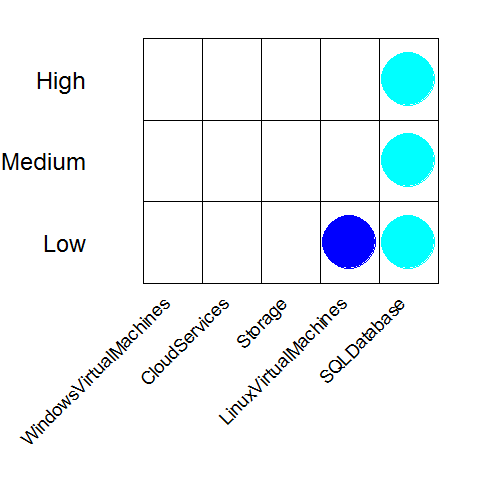 High
Medium
Low
WindowsVirtualMachines
CloudServices
Storage
LinuxVirtualMachines
SQLDatabase